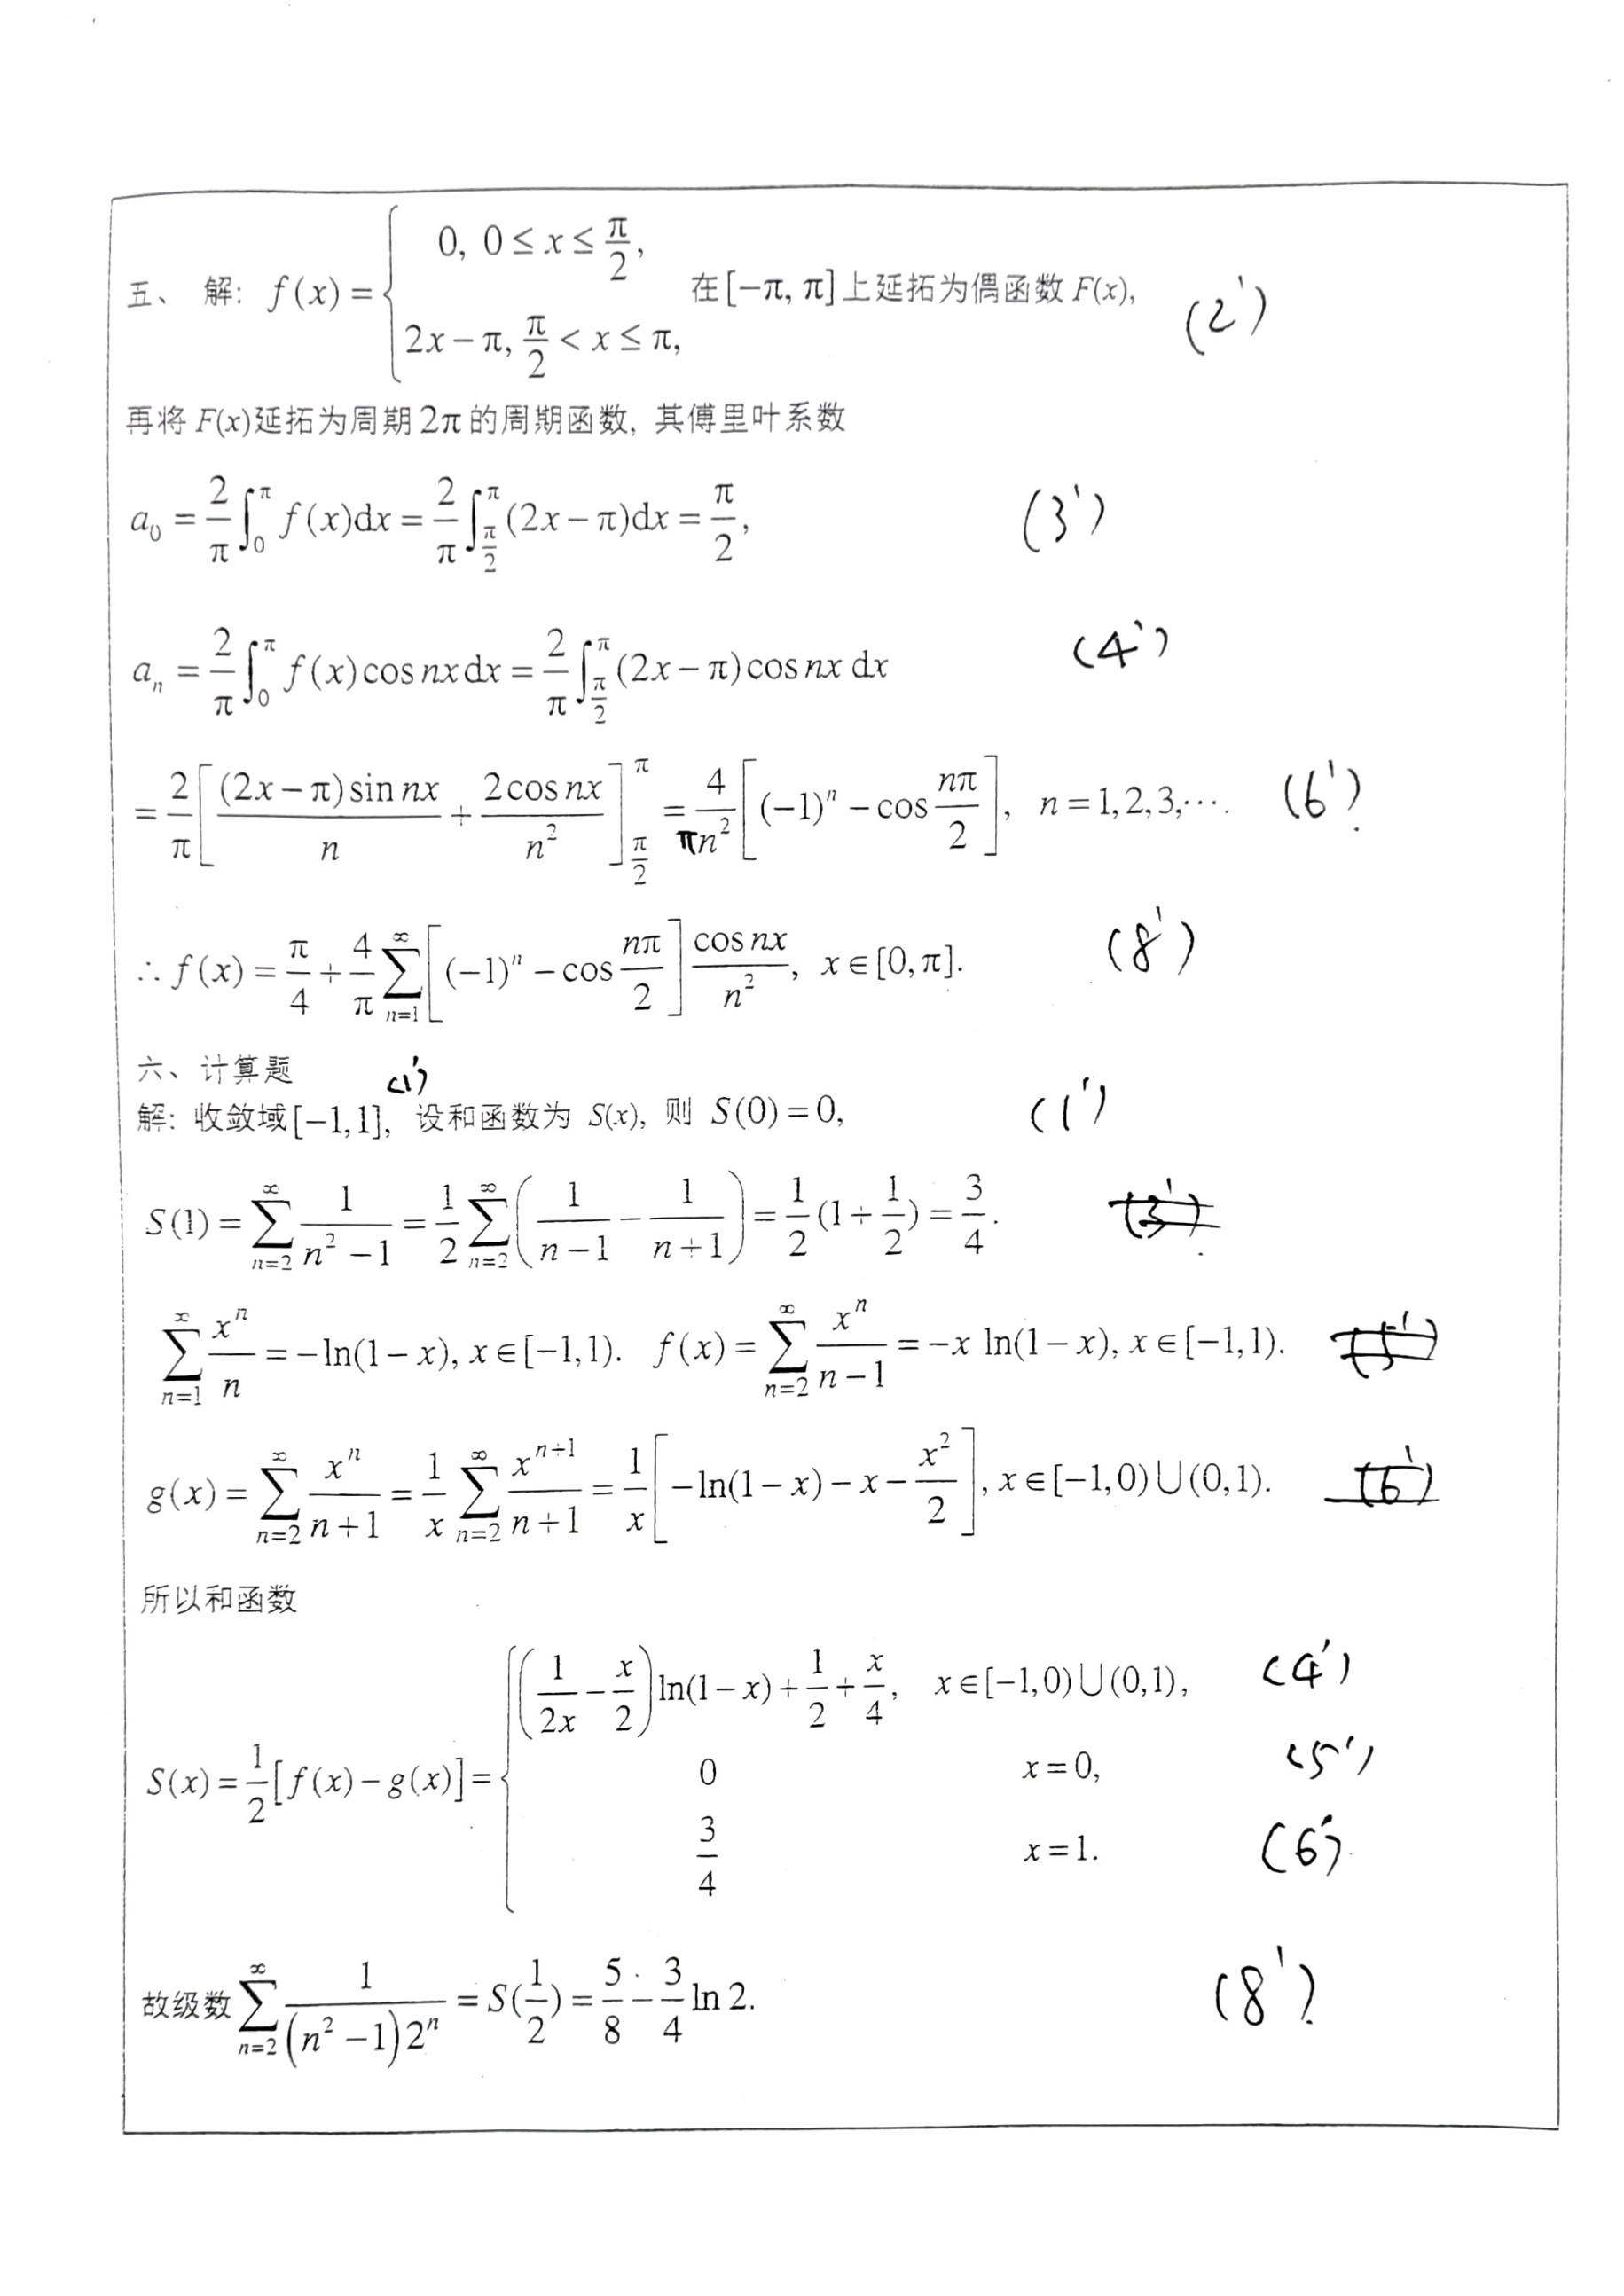 五、 解: f(x) = { 0, 0 ≤ x ≤ π/2, 2x − π, π/2 < x ≤ π, 在[−π, π]上延拓为偶函数 F(x), (2')
再将 F(x)延拓为周期2π的周期函数, 其傅里叶系数
a₀ = 2/π ∫₀^π f(x)dx = 2/π ∫_{π/2}^π (2x − π)dx = π/2, (3')
aₙ = 2/π ∫₀^π f(x)cos nx dx = 2/π ∫_{π/2}^π (2x − π)cos nx dx (4')
= 2/π [ (2x − π)sin nx / n + 2cos nx / n² ]_{π/2}^π = 4/(πn²) [ (−1)ⁿ − cos nπ/2 ], n = 1,2,3,⋯. (6')
∴ f(x) = π/4 + 4/π ∑_{n=1}^∞ [ (−1)ⁿ − cos nπ/2 ] cos nx / n², x ∈ [0, π]. (8')
六、计算题
解: 收敛域[−1,1], (1') 设和函数为 S(x), 则 S(0) = 0, (1')
S(1) = ∑_{n=2}^∞ 1/(n² − 1) = 1/2 ∑_{n=2}^∞ ( 1/(n−1) − 1/(n+1) ) = 1/2 (1 + 1/2) = 3/4. (3')
∑_{n=1}^∞ xⁿ/n = −ln(1−x), x ∈ [−1,1). f(x) = ∑_{n=2}^∞ xⁿ/(n−1) = −x ln(1−x), x ∈ [−1,1). (5')
g(x) = ∑_{n=2}^∞ xⁿ/(n+1) = 1/x ∑_{n=2}^∞ xⁿ⁺¹/(n+1) = 1/x [ −ln(1−x) − x − x²/2 ], x ∈ [−1,0)∪(0,1). (6')
所以和函数
S(x) = 1/2 [f(x) − g(x)] = { ( 1/(2x) − x/2 ) ln(1−x) + 1/2 + x/4, x ∈ [−1,0)∪(0,1), (4')
0 x = 0, (5')
3/4 x = 1. (6')
故级数 ∑_{n=2}^∞ 1/((n² − 1)2ⁿ) = S(1/2) = 5/8 − 3/4 ln 2. (8')